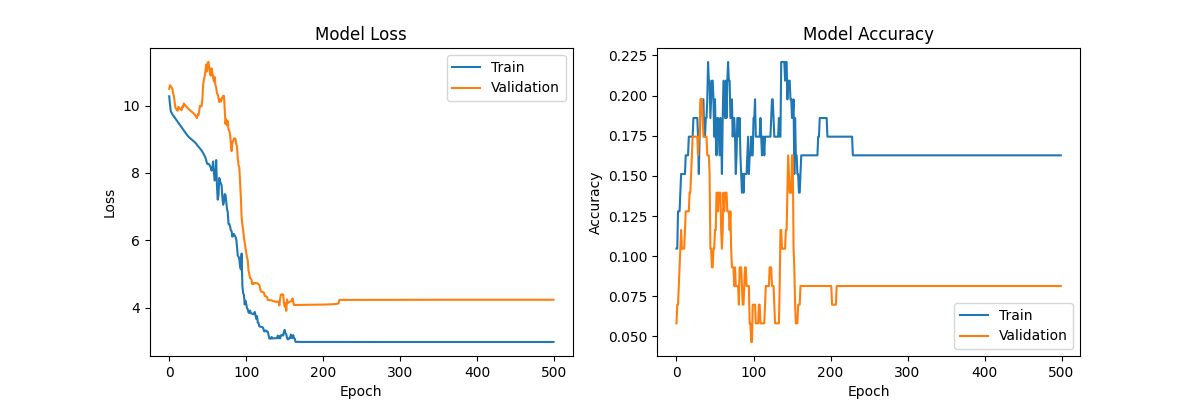 Model Loss
Train
Validation
10
8
6
4
Loss
0
100
200
300
400
500
Epoch
Model Accuracy
0.225
0.200
0.175
0.150
0.125
0.100
0.075
0.050
Accuracy
Train
Validation
0
100
200
300
400
500
Epoch